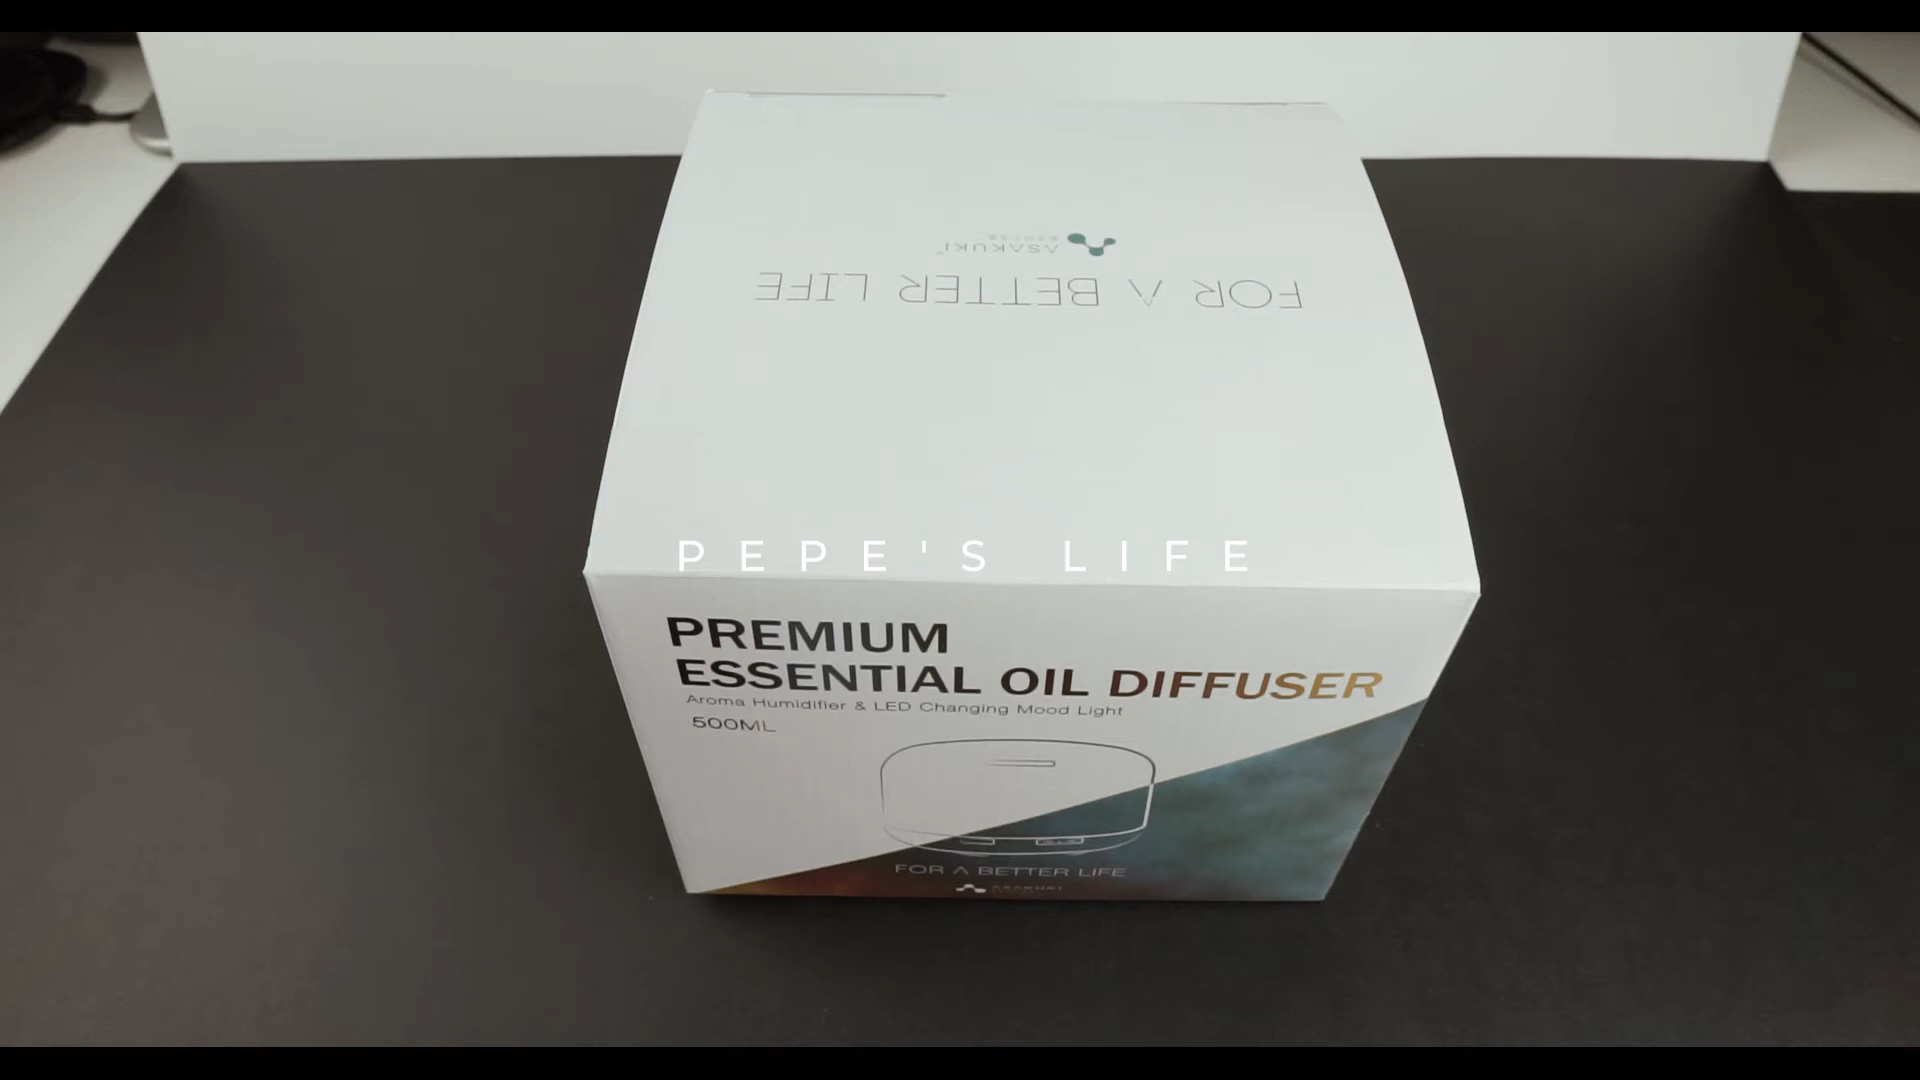 ASAKUKI
FOR A BETTER LIFE
PEPE'S LIFE
PREMIUM
ESSENTIAL OIL DIFFUSER
Aroma Humidifier & LED Changing Mood Light
500ML
FOR A BETTER LIFE
ASAKUKI